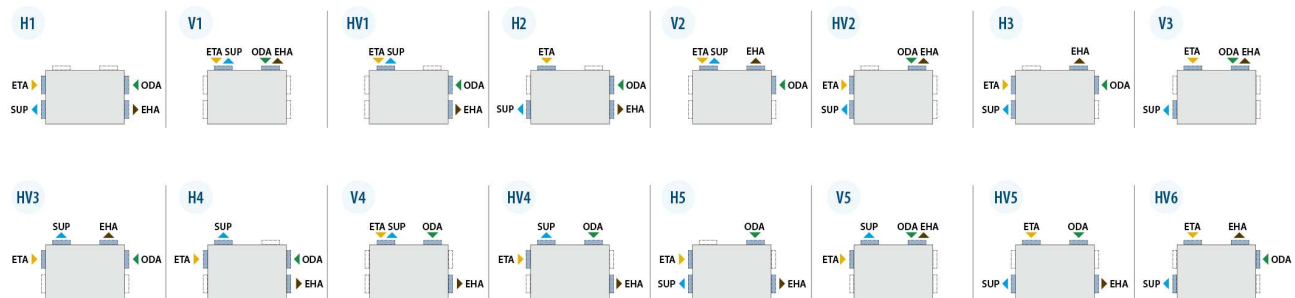 H1
V1
HV1
H2
V2
HV2
H3
V3
ETA SUP ODA EHA
ETA SUP
ETA
ETA SUP EHA
ODA EHA
EHA
ETA ODA EHA
ETA ODA
ODA
ODA
ETA
ETA ODA
SUP EHA
EHA
SUP EHA
SUP
SUP
SUP
HV3
H4
V4
HV4
H5
V5
HV5
HV6
SUP EHA
SUP
ETA SUP ODA
SUP ODA
ODA
SUP ODA EHA
ETA ODA
ETA EHA
ETA ODA
ETA ODA
ETA
ETA
ETA
ODA
EHA
EHA
EHA
SUP EHA
SUP EHA
SUP